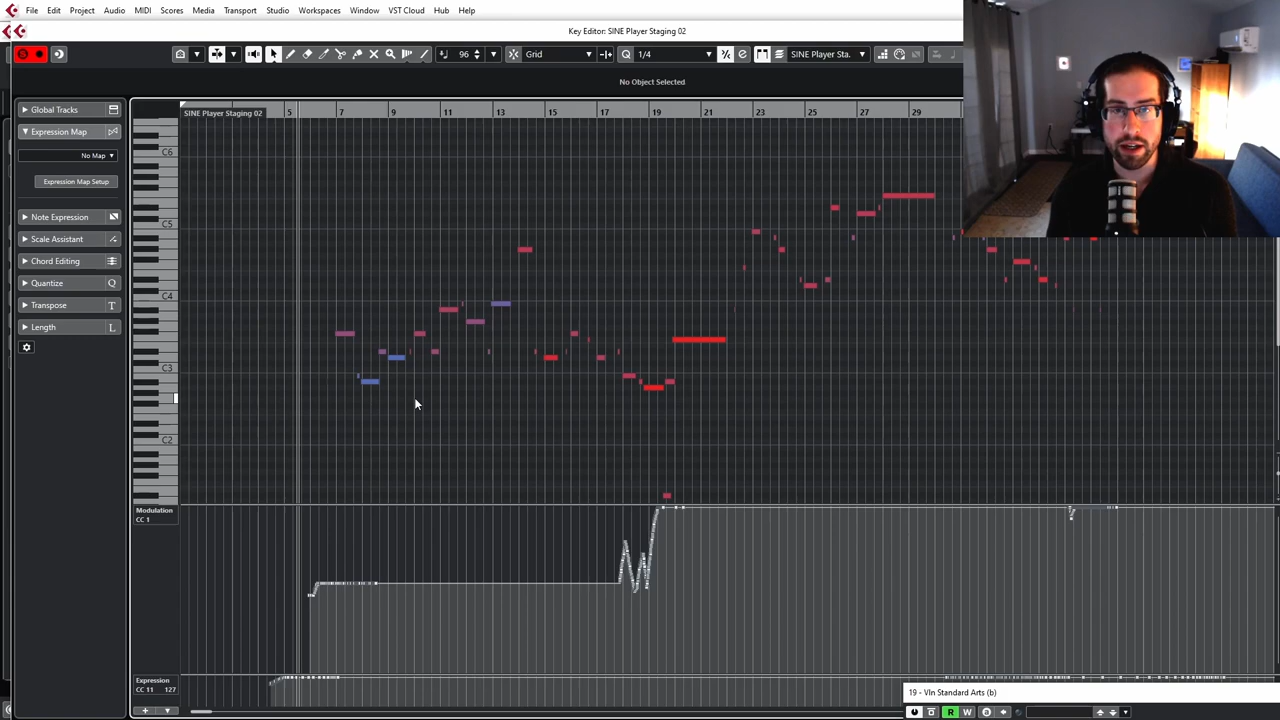 File Edit Project Audio MIDI Scores Media Transport Studio Workspaces Window VST Cloud Hub Help
Key Editor: SINE Player Staging 02
96 Grid Q 1/4 SINE Player Sta.
No Object Selected
Global Tracks
Expression Map
No Map
Expression Map Setup
Note Expression
Scale Assistant
Chord Editing
Quantize Q
Transpose T
Length L
SINE Player Staging 02 5 7 9 11 13 15 17 19 21 23 25 27 29
C6
C5
C4
C3
C2
Modulation
CC 1
Expression
CC 11 127
19 - Vln Standard Arts (b)
R W